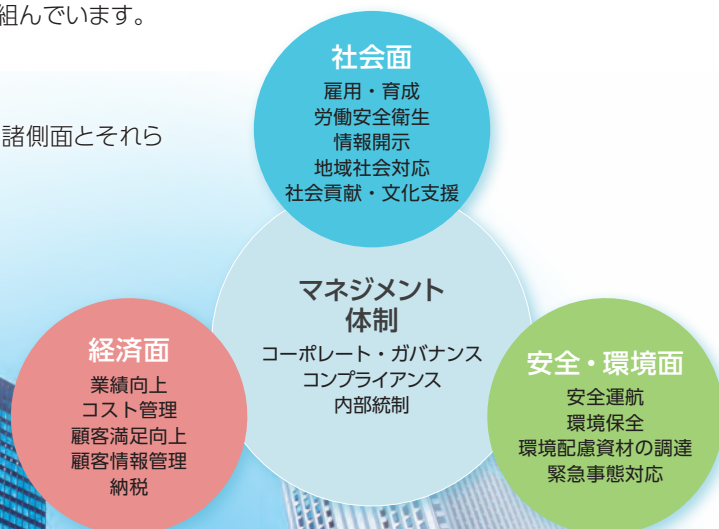 組んでいます。
諸側面とそれら
社会面
雇用・育成
労働安全衛生
情報開示
地域社会対応
社会貢献・文化支援
マネジメント
体制
コーポレート・ガバナンス
コンプライアンス
内部統制
経済面
業績向上
コスト管理
顧客満足向上
顧客情報管理
納税
安全・環境面
安全運航
環境保全
環境配慮資材の調達
緊急事態対応